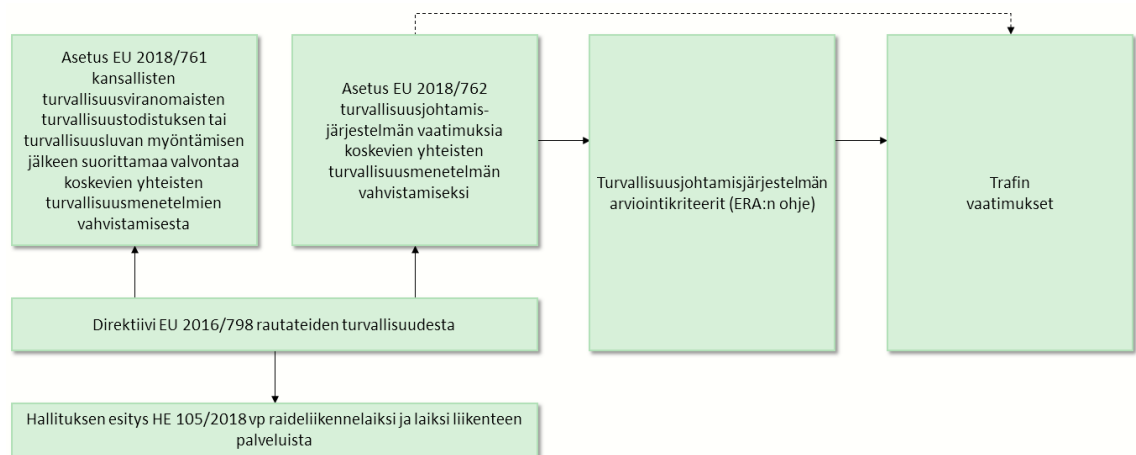 Asetus EU 2018/761
kansallisten
turvallisuusviranomaisten
turvallisuustodistuksen tai
turvallisuusluvan myöntämisen
jälkeen suorittamaa valvontaa
koskevien yhteisten
turvallisuusmenetelmien
vahvistamisesta
Asetus EU 2018/762
turvallisuusjohtamis-
järjestelmän vaatimuksia
koskevien yhteisten
turvallisuusmenetelmän
vahvistamiseksi
Turvallisuusjohtamisjärjestelmän
arviointikriteerit (ERA:n ohje)
Trafin
vaatimukset
Direktiivi EU 2016/798 rautateiden turvallisuudesta
Hallituksen esitys HE 105/2018 vp raideliikennelaiksi ja laiksi liikenteen
palveluista